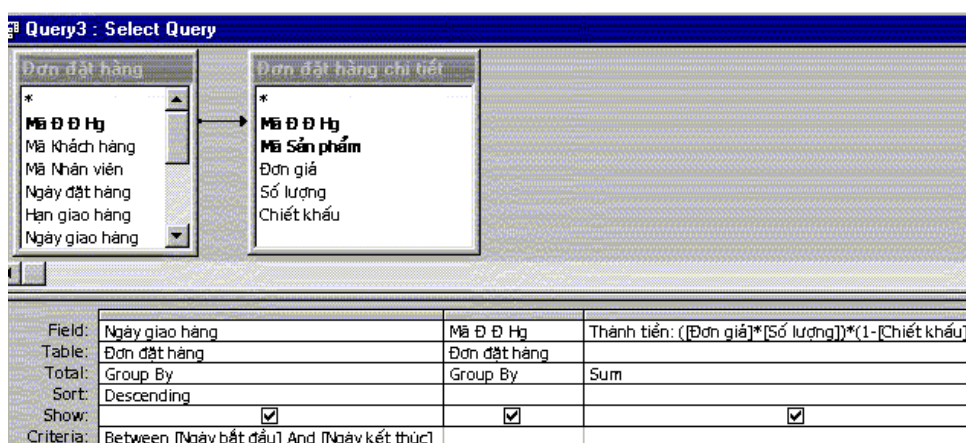 Query3 : Select Query
Đơn đặt hàng
*
Mã Đ Đ Hg
Mã Khách hàng
Mã Nhân viên
Ngày đặt hàng
Hạn giao hàng
Ngày giao hàng
Đơn đặt hàng chi tiết
*
Mã Đ Đ Hg
Mã Sản phẩm
Đơn giá
Số lượng
Chiết khấu
Field: Ngày giao hàng Mã Đ Đ Hg Thành tiền: ([Đơn giá]*[Số lượng])*(1-[Chiết khấu]
Table: Đơn đặt hàng Đơn đặt hàng
Total: Group By Group By Sum
Sort: Descending
Show:
Criteria: Between [Ngày bắt đầu] And [Ngày kết thúc]